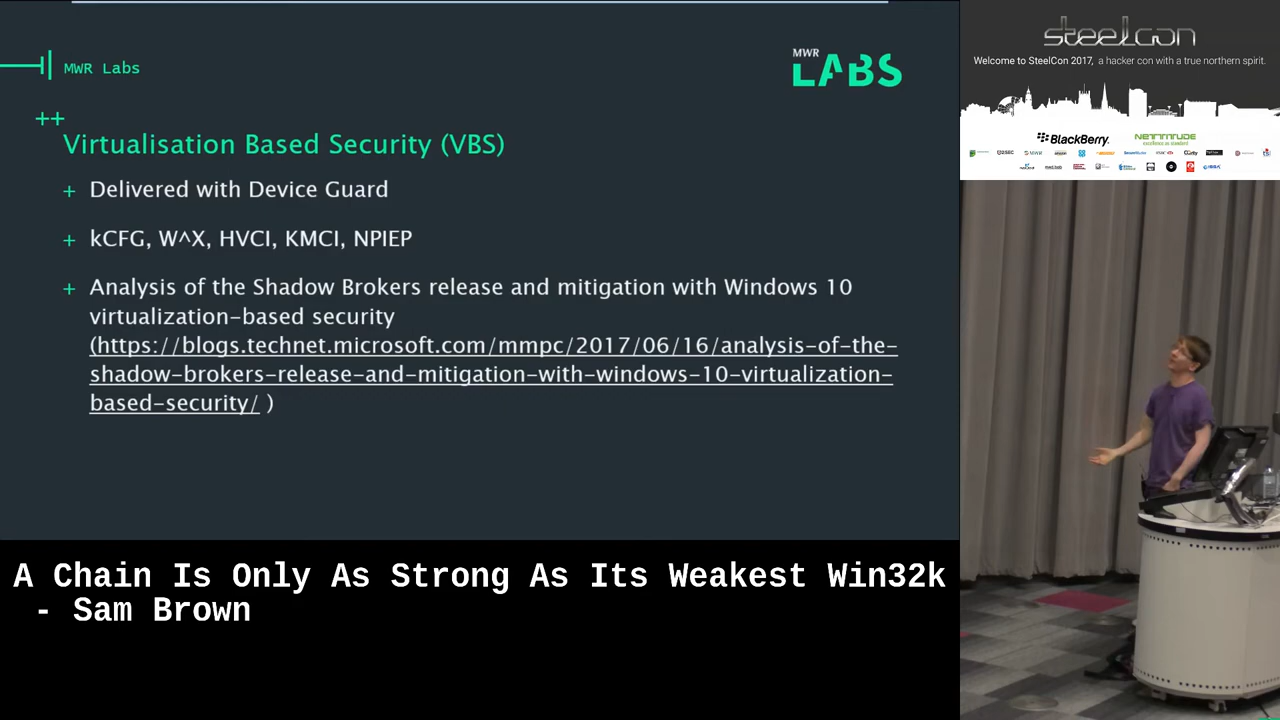 MWR Labs
MWR
LABS
++
Virtualisation Based Security (VBS)
+ Delivered with Device Guard
+ kCFG, W^X, HVCI, KMCI, NPIEP
+ Analysis of the Shadow Brokers release and mitigation with Windows 10
virtualization-based security
(https://blogs.technet.microsoft.com/mmpc/2017/06/16/analysis-of-the-
shadow-brokers-release-and-mitigation-with-windows-10-virtualization-
based-security/ )
A Chain Is Only As Strong As Its Weakest Win32k
- Sam Brown
steelcon
Welcome to SteelCon 2017, a hacker con with a true northern spirit.
BlackBerry
NETTITUDE